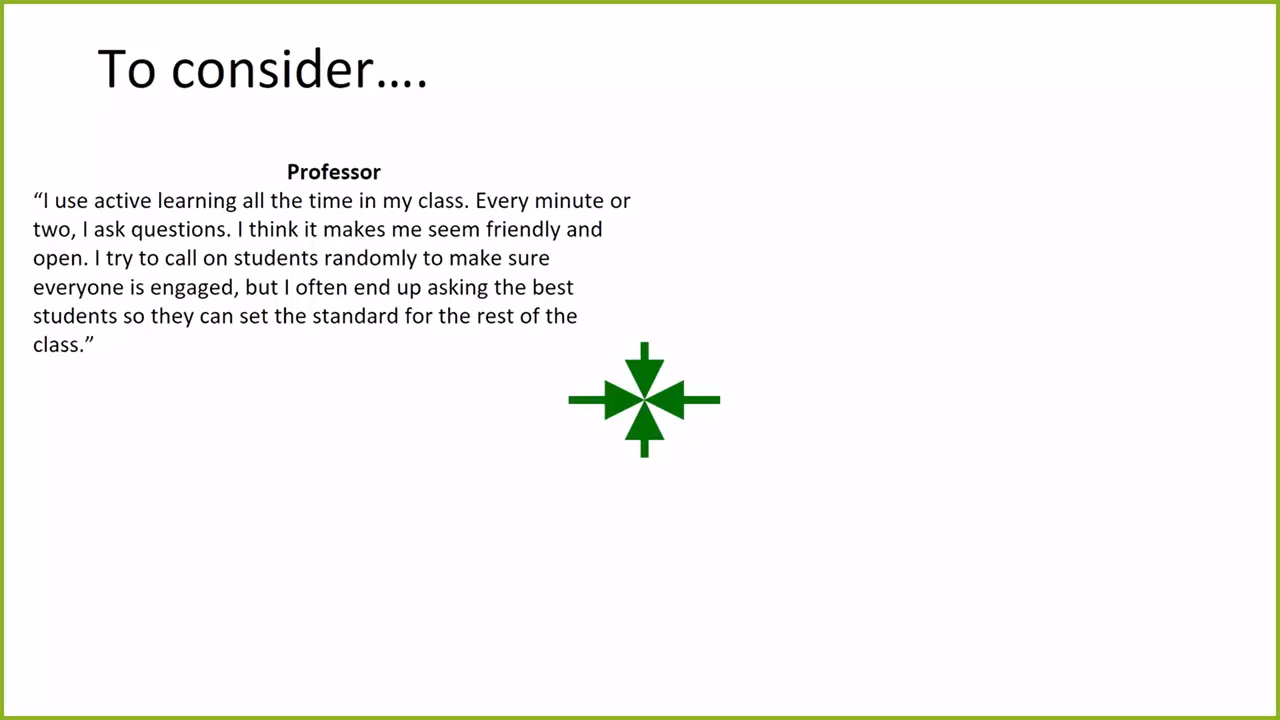 To consider….
Professor
“I use active learning all the time in my class. Every minute or
two, I ask questions. I think it makes me seem friendly and
open. I try to call on students randomly to make sure
everyone is engaged, but I often end up asking the best
students so they can set the standard for the rest of the
class.”